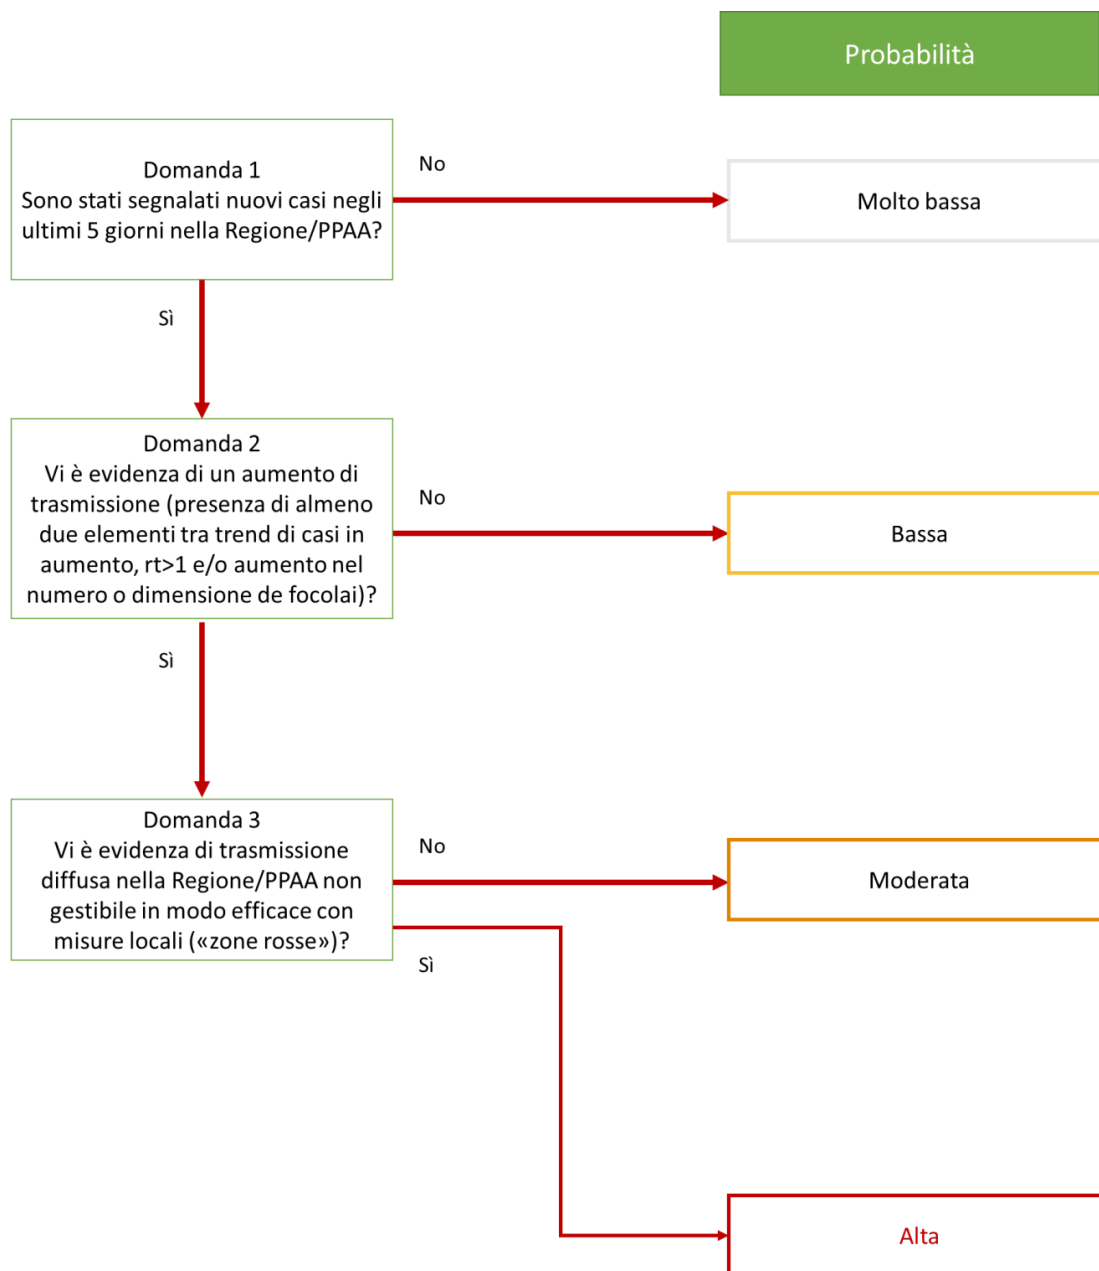 Probabilità
Domanda 1
Sono stati segnalati nuovi casi negli
ultimi 5 giorni nella Regione/PPAA?
No
Molto bassa
Sì
Domanda 2
Vi è evidenza di un aumento di
trasmissione (presenza di almeno
due elementi tra trend di casi in
aumento, rt>1 e/o aumento nel
numero o dimensione de focolai)?
No
Bassa
Sì
Domanda 3
Vi è evidenza di trasmissione
diffusa nella Regione/PPAA non
gestibile in modo efficace con
misure locali («zone rosse»)?
No
Moderata
Sì
Alta